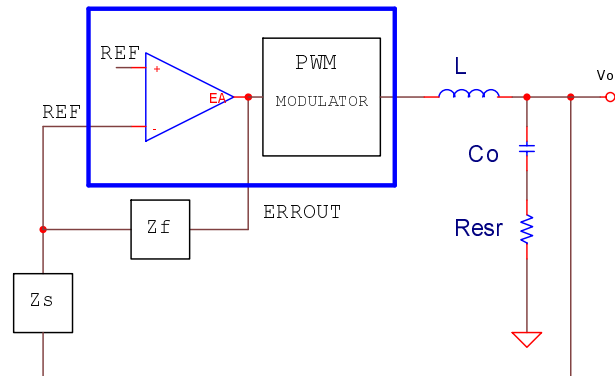 REF
+
EA
-
REF
PWM
MODULATOR
L
Vo
Co
Resr
ERROUT
Zf
Zs